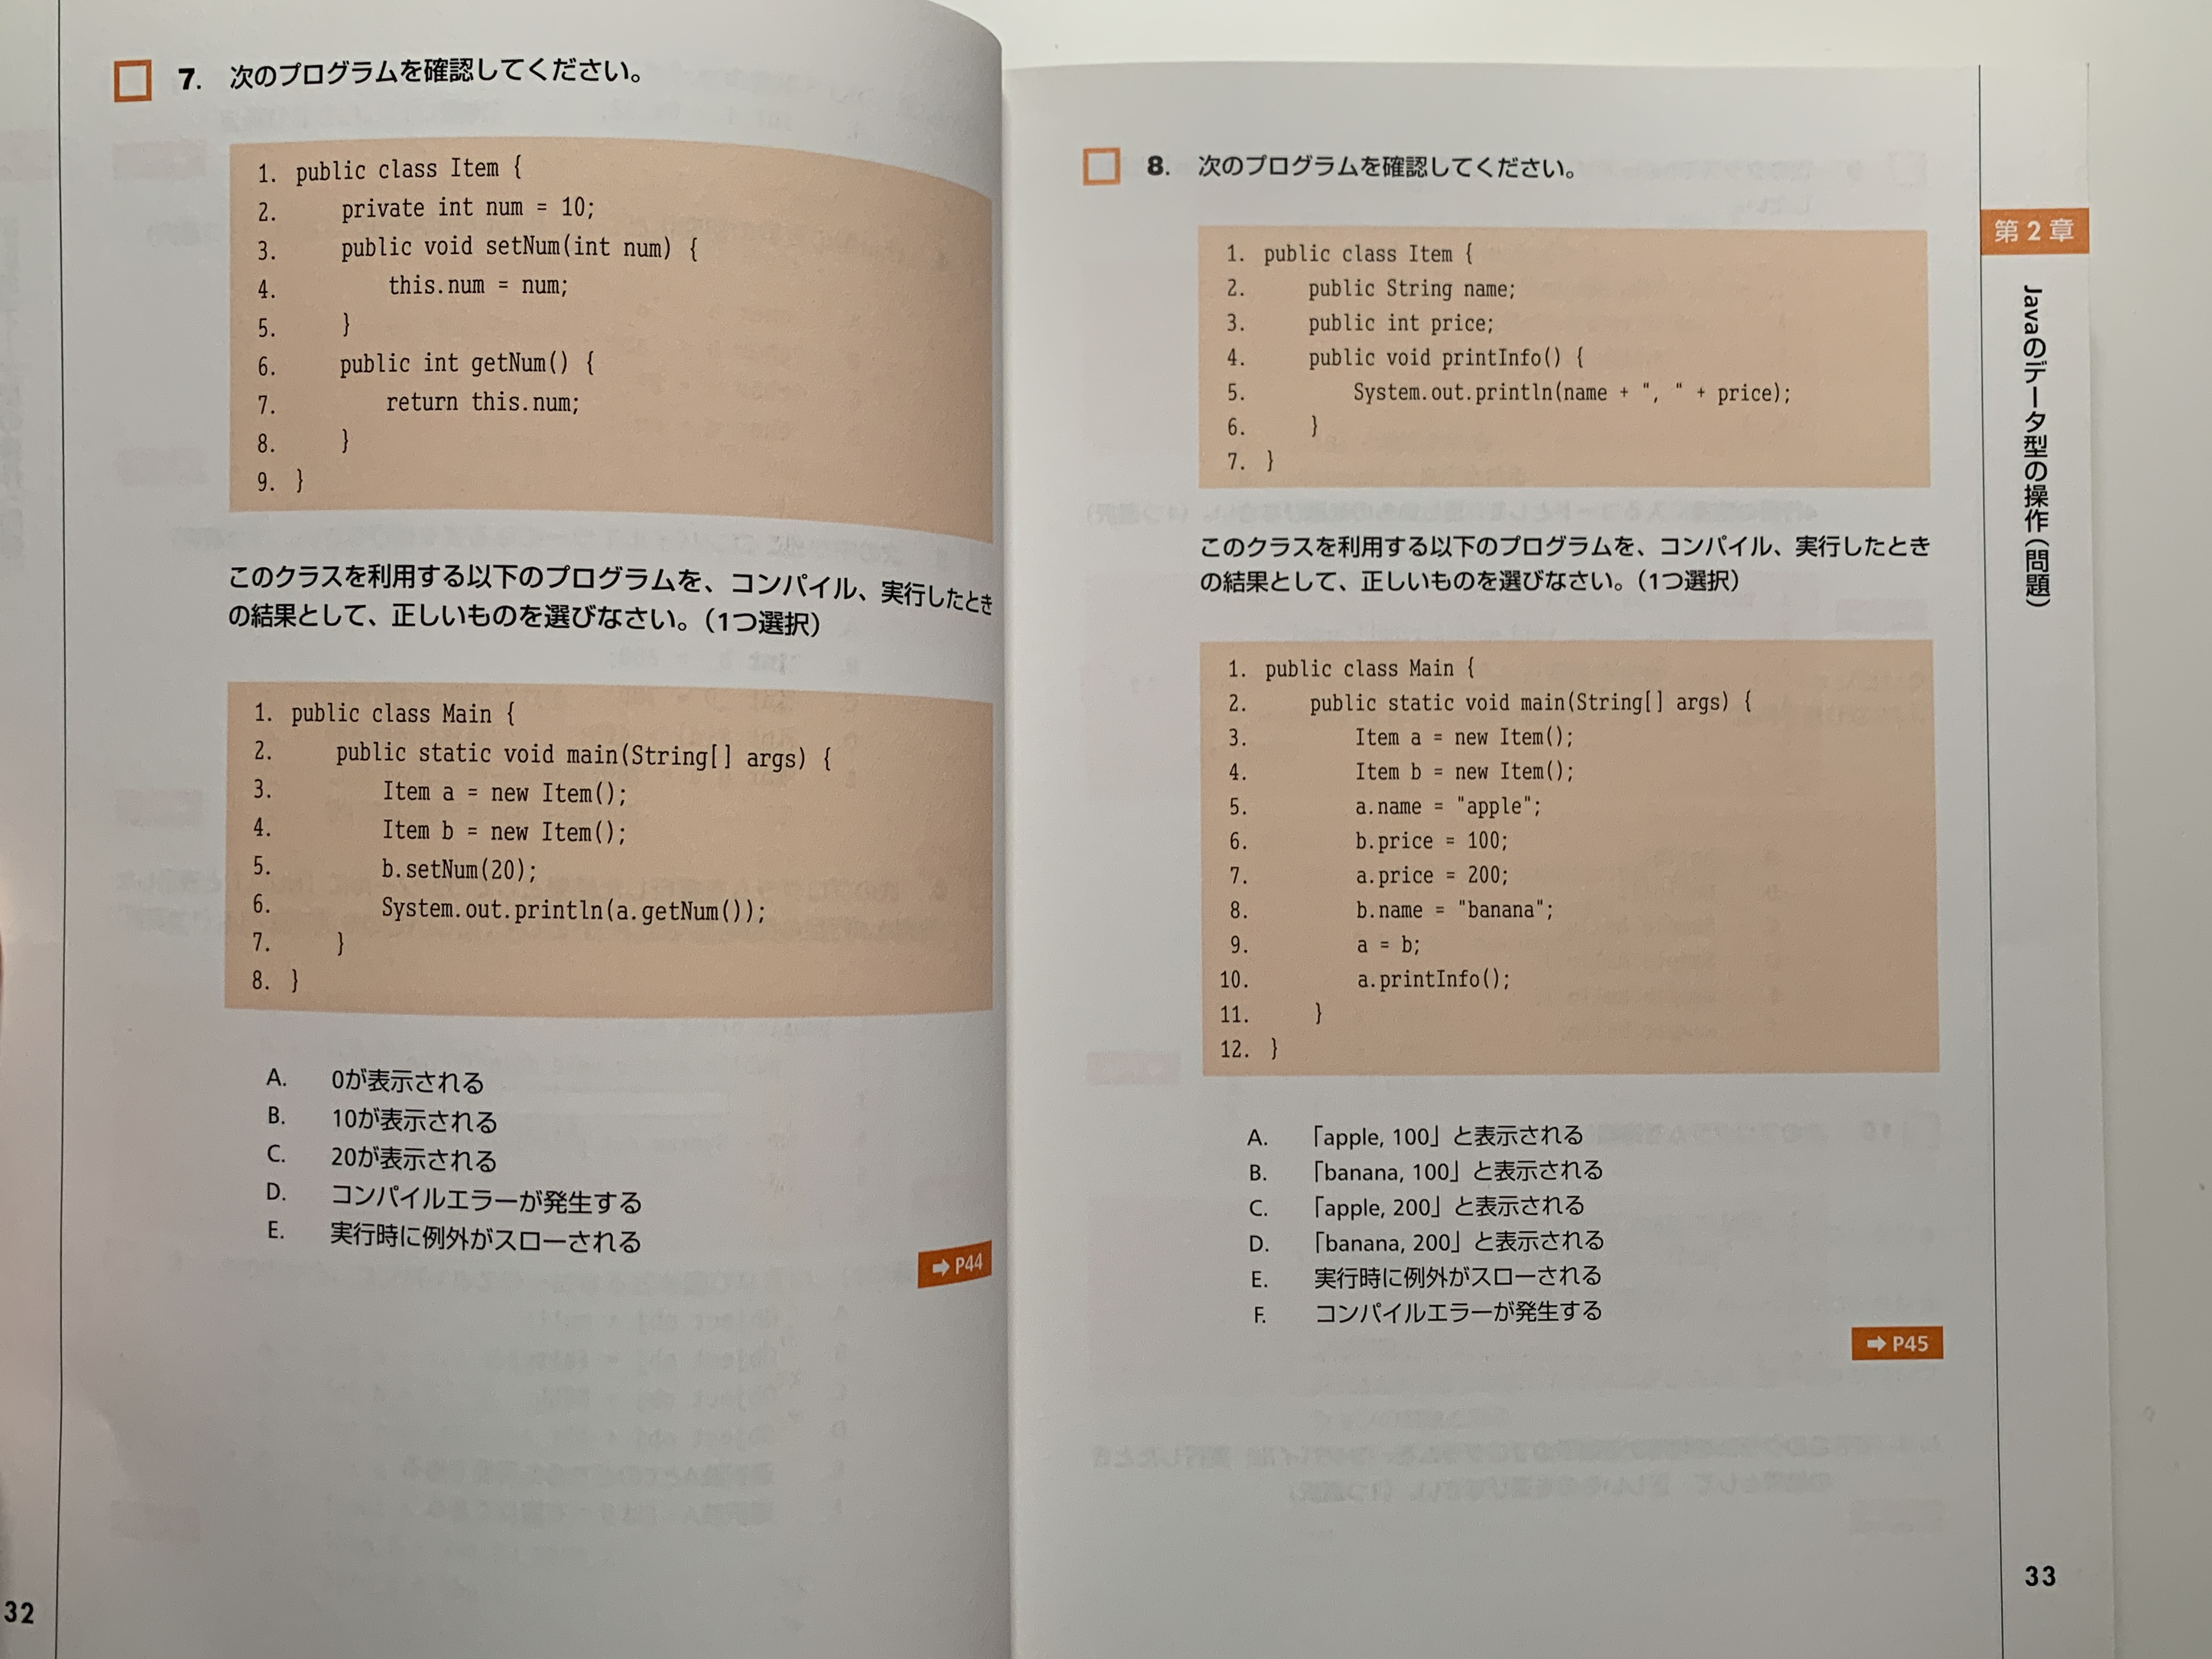 7. 次のプログラムを確認してください。
1. public class Item {
2. private int num = 10;
3. public void setNum(int num) {
4. this.num = num;
5. }
6. public int getNum() {
7. return this.num;
8. }
9. }
このクラスを利用する以下のプログラムを、コンパイル、実行したとき
の結果として、正しいものを選びなさい。（1つ選択）
1. public class Main {
2. public static void main(String[] args) {
3. Item a = new Item();
4. Item b = new Item();
5. b.setNum(20);
6. System.out.println(a.getNum());
7. }
8. }
A. 0が表示される
B. 10が表示される
C. 20が表示される
D. コンパイルエラーが発生する
E. 実行時に例外がスローされる
➡ P44
32
8. 次のプログラムを確認してください。
1. public class Item {
2. public String name;
3. public int price;
4. public void printInfo() {
5. System.out.println(name + ", " + price);
6. }
7. }
このクラスを利用する以下のプログラムを、コンパイル、実行したとき
の結果として、正しいものを選びなさい。（1つ選択）
1. public class Main {
2. public static void main(String[] args) {
3. Item a = new Item();
4. Item b = new Item();
5. a.name = "apple";
6. b.price = 100;
7. a.price = 200;
8. b.name = "banana";
9. a = b;
10. a.printInfo();
11. }
12. }
A. 「apple, 100」と表示される
B. 「banana, 100」と表示される
C. 「apple, 200」と表示される
D. 「banana, 200」と表示される
E. 実行時に例外がスローされる
F. コンパイルエラーが発生する
➡ P45
第2章
Javaのデータ型の操作（問題）
33